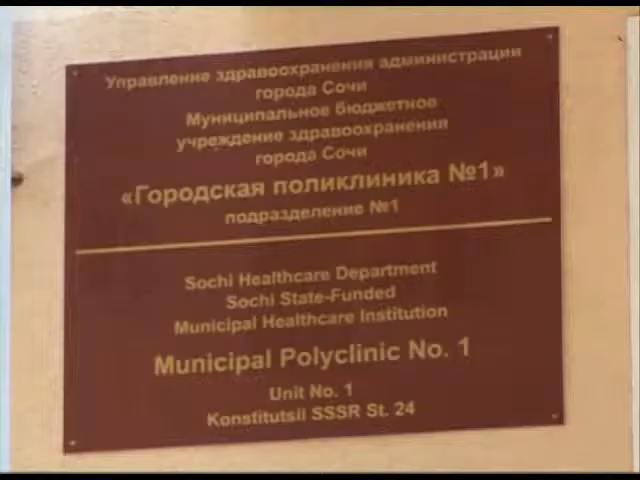 Управление здравоохранения администрации
города Сочи
Муниципальное бюджетное
учреждение здравоохранения
города Сочи
«Городская поликлиника №1»
подразделение №1
Sochi Healthcare Department
Sochi State-Funded
Municipal Healthcare Institution
Municipal Polyclinic No. 1
Unit No. 1
Konstitutsii SSSR St. 24